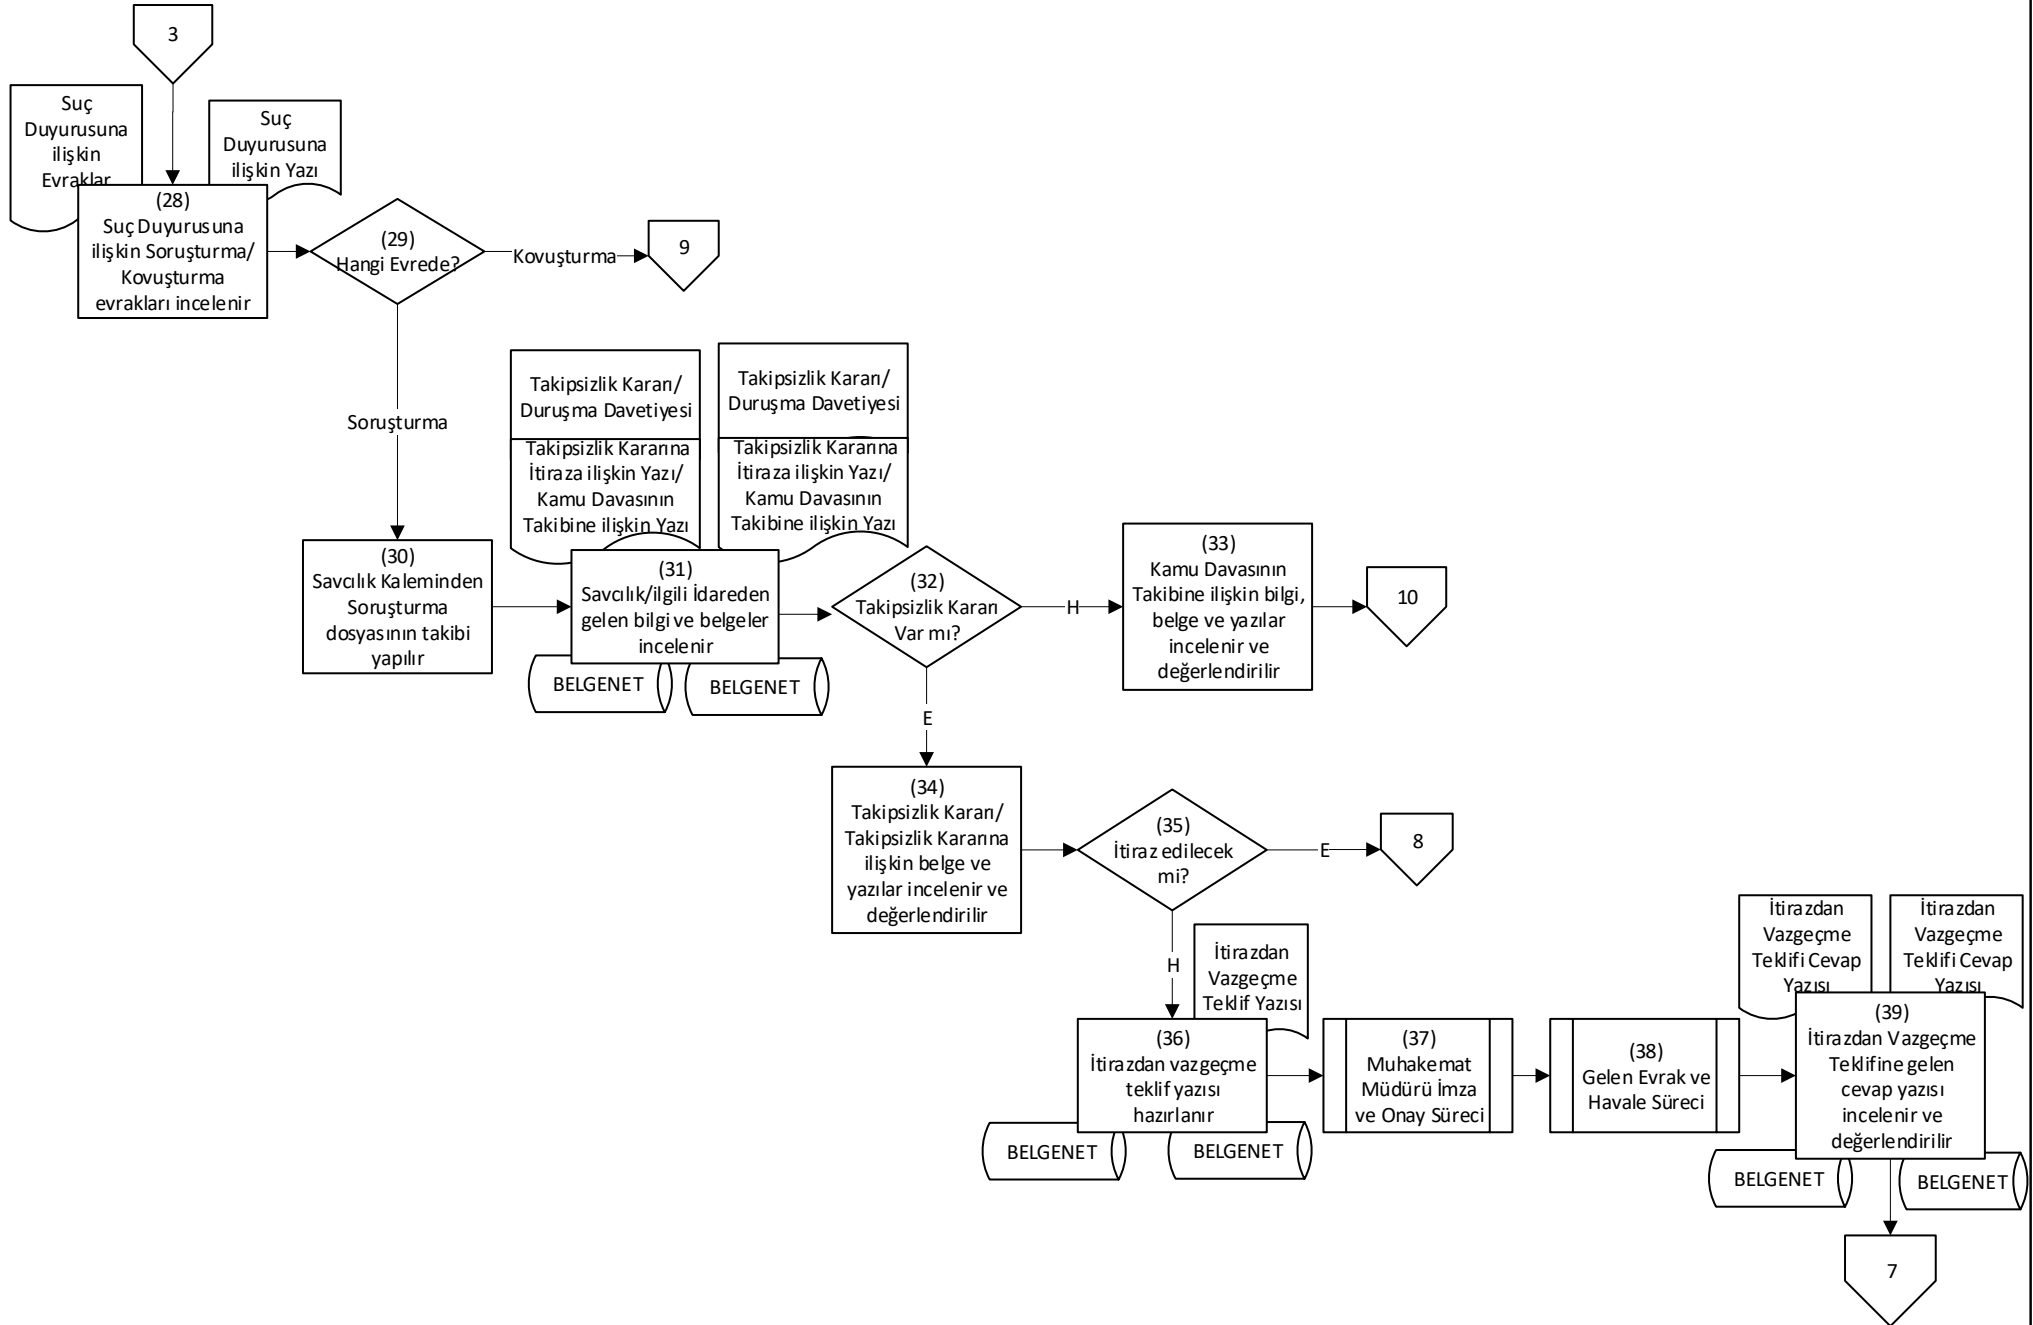 3
Suç
Duyurusuna
ilişkin
Evraklar
Suç
Duyurusuna
ilişkin Yazı
(28)
Suç Duyurusuna
ilişkin Soruşturma/
Kovuşturma
evrakları incelenir
(29)
Hangi Evrede?
Kovuşturma
9
Soruşturma
Takipsizlik Kararı/
Duruşma Davetiyesi
Takipsizlik Kararına
İtiraza ilişkin Yazı/
Kamu Davasının
Takibine ilişkin Yazı
Takipsizlik Kararı/
Duruşma Davetiyesi
Takipsizlik Kararına
İtiraza ilişkin Yazı/
Kamu Davasının
Takibine ilişkin Yazı
(30)
Savcılık Kaleminden
Soruşturma
dosyasının takibi
yapılır
(31)
Savcılık/ilgili İdareden
gelen bilgi ve belgeler
incelenir
BELGENET
BELGENET
(32)
Takipsizlik Kararı
Var mı?
H
(33)
Kamu Davasının
Takibine ilişkin bilgi,
belge ve yazılar
incelenir ve
değerlendirilir
10
E
(34)
Takipsizlik Kararı/
Takipsizlik Kararına
ilişkin belge ve
yazılar incelenir ve
değerlendirilir
(35)
İtiraz edilecek
mi?
E
8
H
İtirazdan
Vazgeçme
Teklif Yazısı
(36)
İtirazdan vazgeçme
teklif yazısı
hazırlanır
BELGENET
BELGENET
(37)
Muhakemat
Müdürü İmza
ve Onay Süreci
(38)
Gelen Evrak ve
Havale Süreci
İtirazdan
Vazgeçme
Teklifi Cevap
Yazısı
İtirazdan
Vazgeçme
Teklifi Cevap
Yazısı
(39)
İtirazdan Vazgeçme
Teklifine gelen
cevap yazısı
incelenir ve
değerlendirilir
BELGENET
BELGENET
7